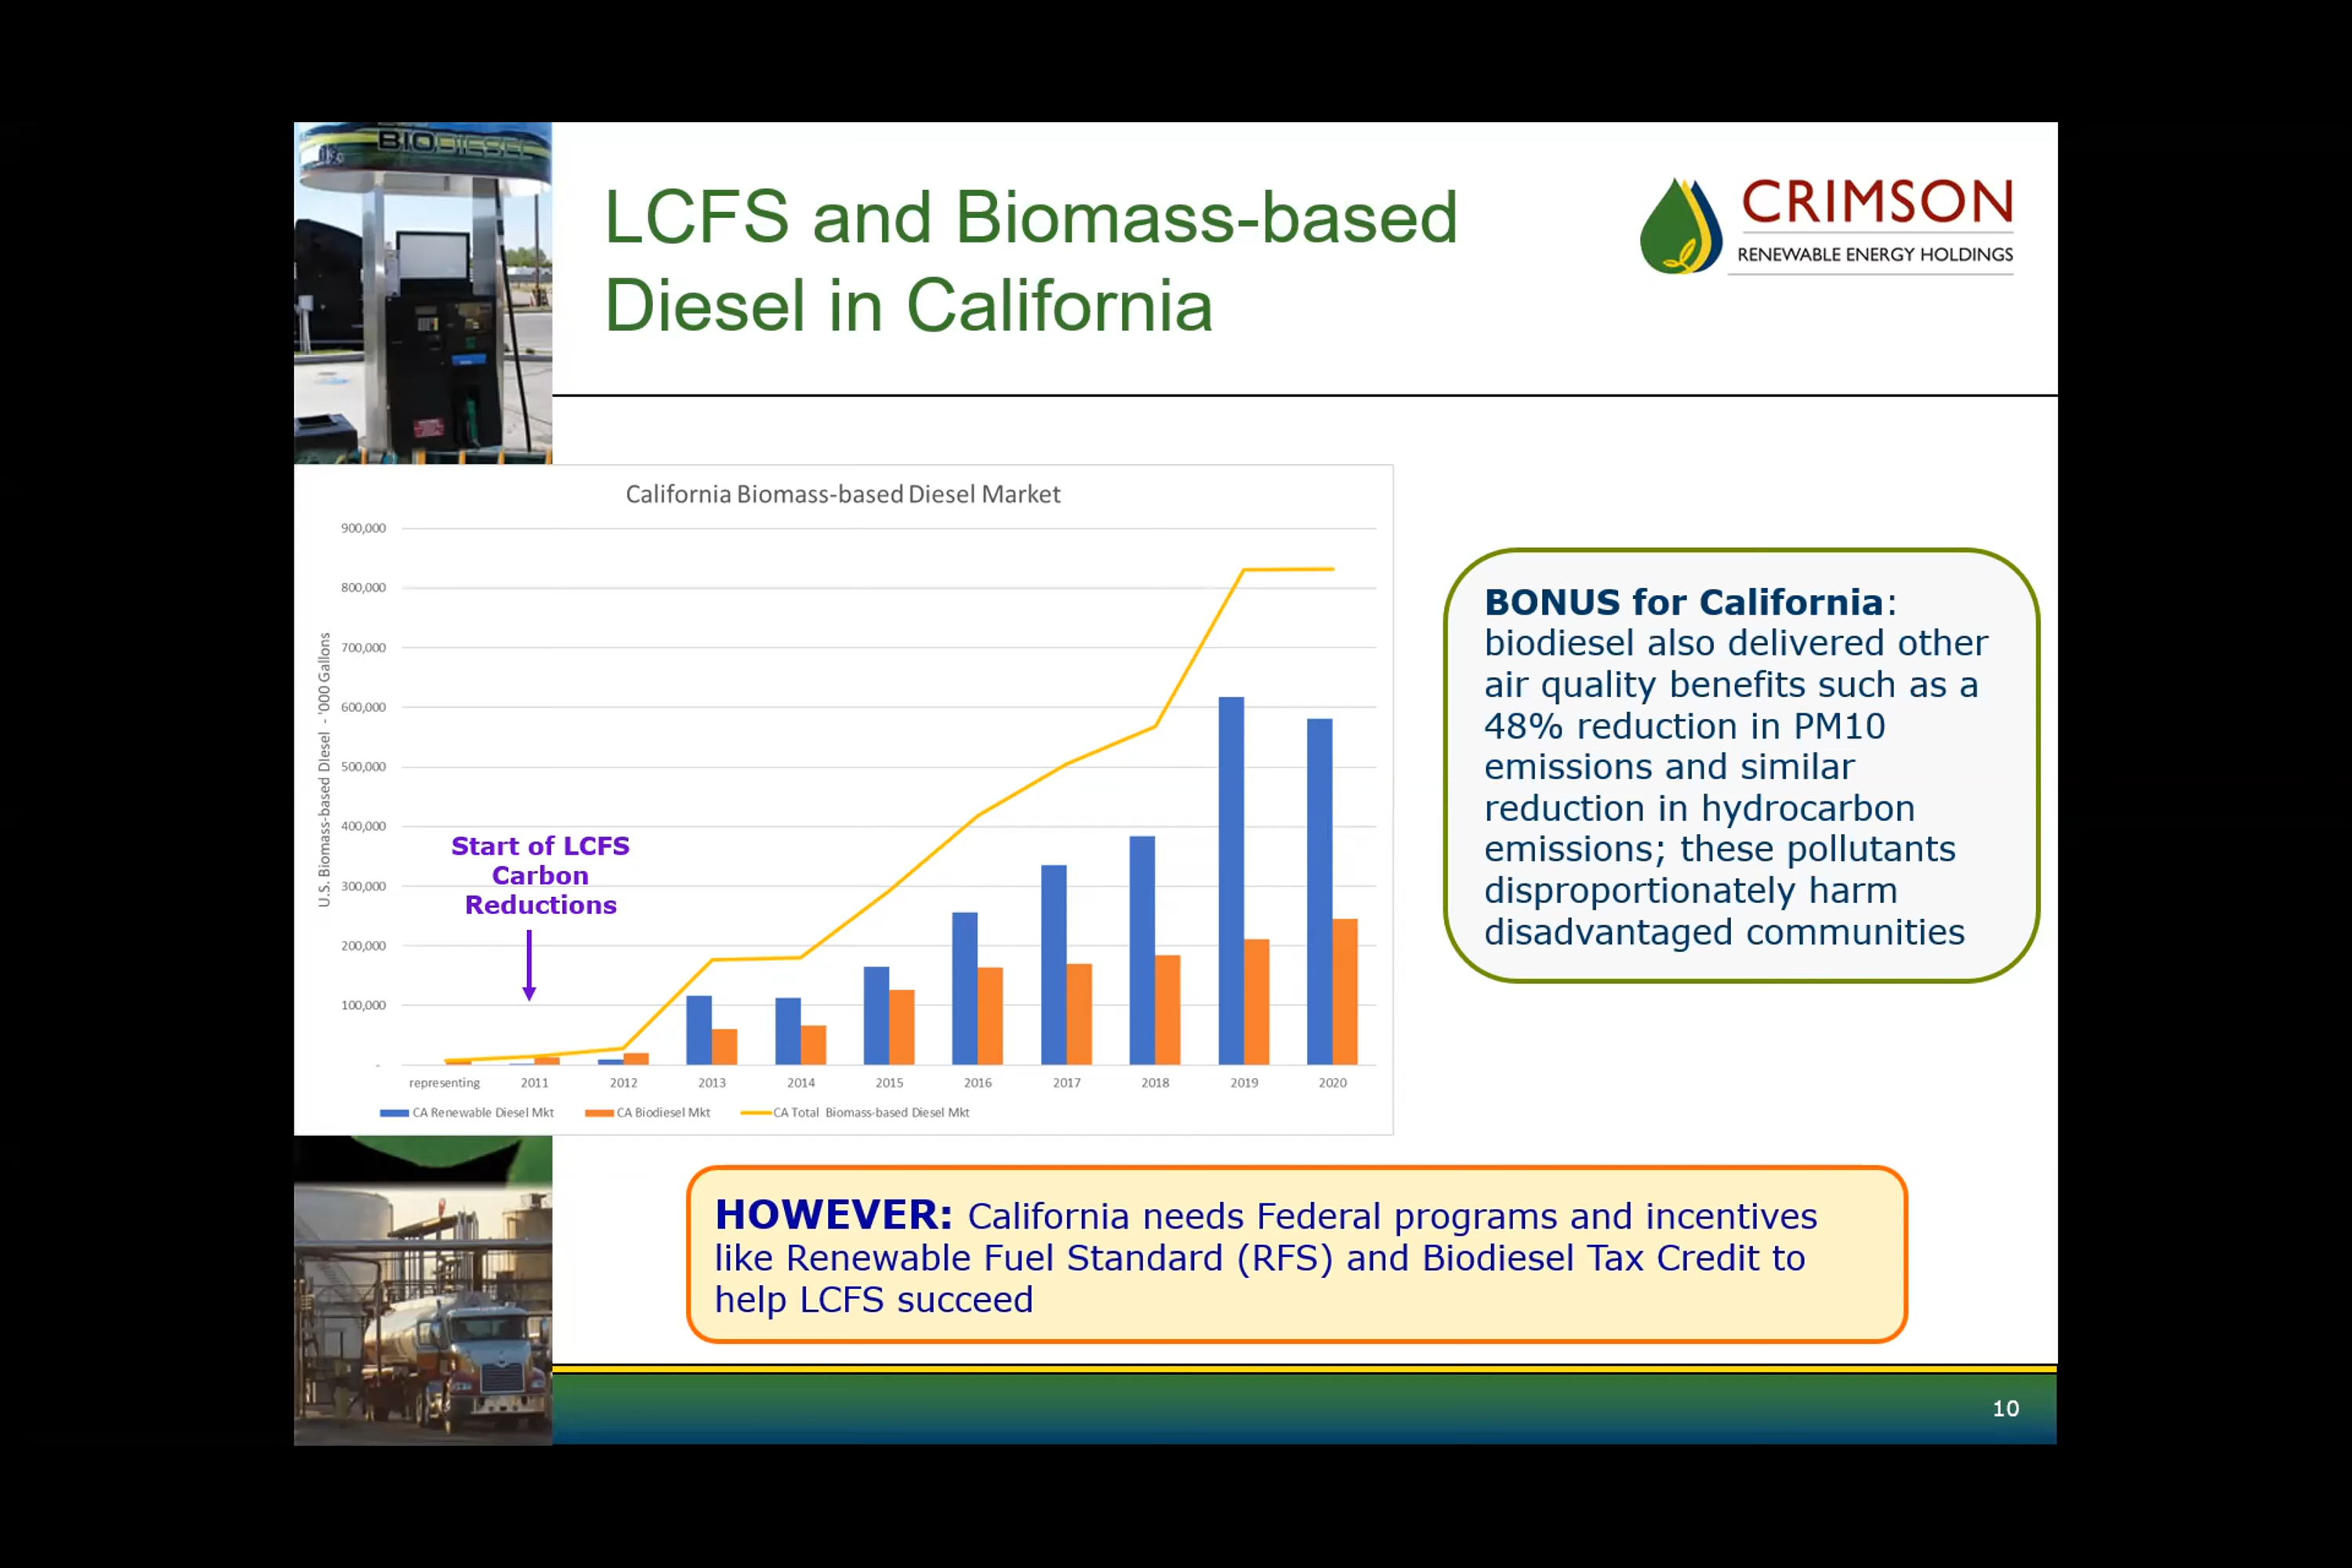 BIODIESEL
LCFS and Biomass-based
Diesel in California
CRIMSON
RENEWABLE ENERGY HOLDINGS
California Biomass-based Diesel Market
U.S. Biomass-based DIesel - '000 Gallons
900,000
800,000
700,000
600,000
500,000
400,000
300,000
200,000
100,000
-
Start of LCFS
Carbon
Reductions
representing 2011 2012 2013 2014 2015 2016 2017 2018 2019 2020
CA Renewable Diesel Mkt CA Biodiesel Mkt CA Total Biomass-based Diesel Mkt
BONUS for California:
biodiesel also delivered other
air quality benefits such as a
48% reduction in PM10
emissions and similar
reduction in hydrocarbon
emissions; these pollutants
disproportionately harm
disadvantaged communities
HOWEVER: California needs Federal programs and incentives
like Renewable Fuel Standard (RFS) and Biodiesel Tax Credit to
help LCFS succeed
10